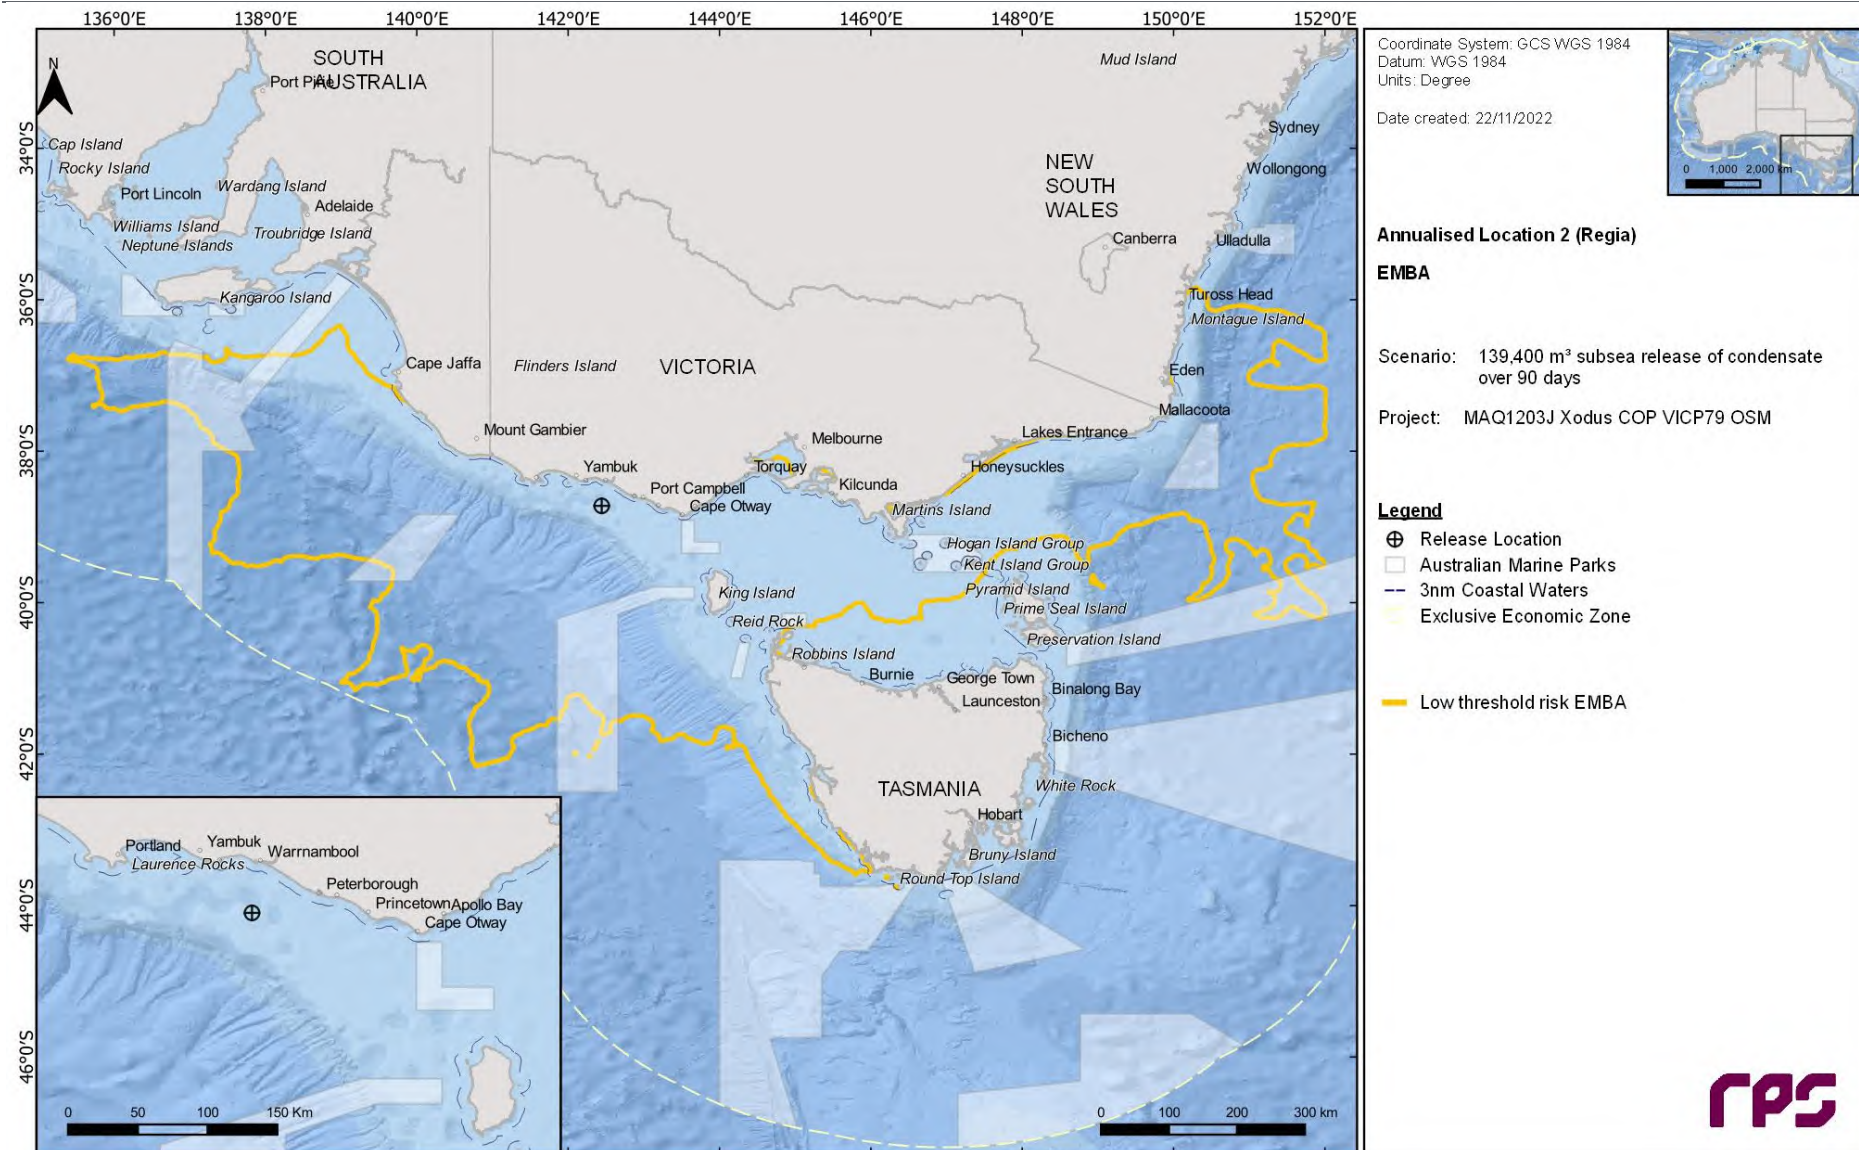 136°0'E 138°0'E 140°0'E 142°0'E 144°0'E 146°0'E 148°0'E 150°0'E 152°0'E
34°0'S
36°0'S
38°0'S
40°0'S
42°0'S
44°0'S
46°0'S
N
SOUTH
AUSTRALIA
Port Pirie
Mud Island
Cap Island
Rocky Island
Port Lincoln
Wardang Island
Adelaide
Williams Island
Neptune Islands
Troubridge Island
Kangaroo Island
NEW
SOUTH
WALES
Sydney
Wollongong
Canberra
Ulladulla
Tuross Head
Montague Island
Cape Jaffa
Flinders Island
VICTORIA
Eden
Mallacoota
Mount Gambier
Melbourne
Lakes Entrance
Yambuk
Torquay
Honeysuckles
Port Campbell
Kilcunda
Cape Otway
Martins Island
Hogan Island Group
Kent Island Group
King Island
Pyramid Island
Prime Seal Island
Reid Rock
Preservation Island
Robbins Island
Burnie
George Town
Launceston
Binalong Bay
Bicheno
TASMANIA
White Rock
Hobart
Bruny Island
Round Top Island
Portland
Yambuk
Laurence Rocks
Warrnambool
Peterborough
Princetown
Apollo Bay
Cape Otway
0 50 100 150 Km
0 100 200 300 km
Coordinate System: GCS WGS 1984
Datum: WGS 1984
Units: Degree
Date created: 22/11/2022
0 1,000 2,000 km
Annualised Location 2 (Regia)
EMBA
Scenario: 139,400 m³ subsea release of condensate
over 90 days
Project: MAQ1203J Xodus COP VICP79 OSM
Legend
Release Location
Australian Marine Parks
3nm Coastal Waters
Exclusive Economic Zone
Low threshold risk EMBA
rps